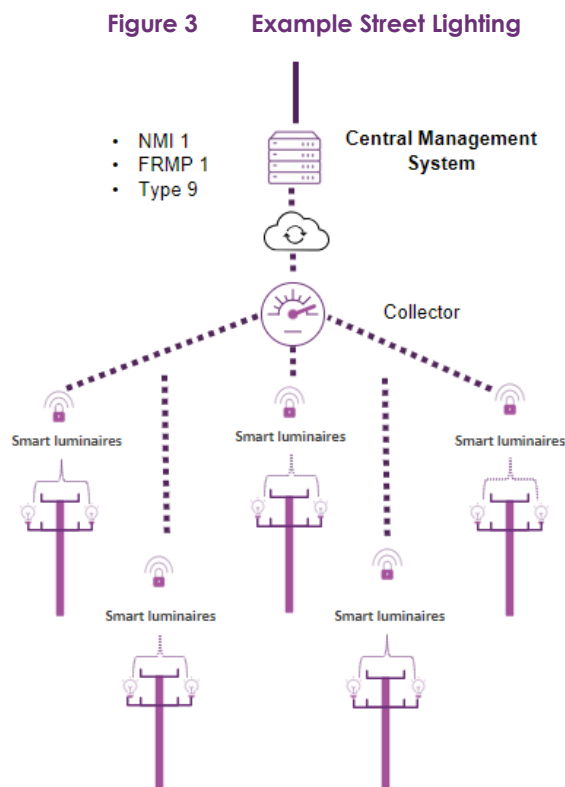 Figure 3 Example Street Lighting
• NMI 1
• FRMP 1
• Type 9
Central Management
System
Collector
Smart luminaires
Smart luminaires
Smart luminaires
Smart luminaires
Smart luminaires